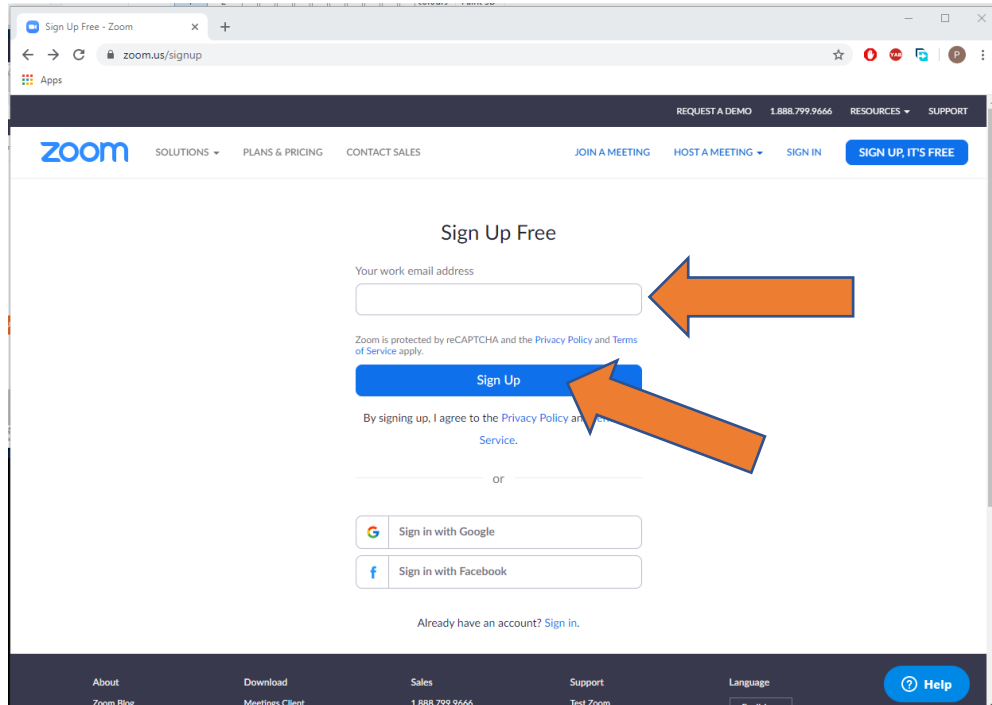 Sign Up Free - Zoom
zoom.us/signup
P
Apps
REQUEST A DEMO 1.888.799.9666 RESOURCES SUPPORT
zoom SOLUTIONS PLANS & PRICING CONTACT SALES JOIN A MEETING HOST A MEETING SIGN IN SIGN UP, IT'S FREE
Sign Up Free
Your work email address
Zoom is protected by reCAPTCHA and the Privacy Policy and Terms
of Service apply.
Sign Up
By signing up, I agree to the Privacy Policy
Service.
or
G Sign in with Google
f Sign in with Facebook
Already have an account? Sign in.
About Download Sales Support Language
Zoom Blog Meetings Client 1.888.799.9666 Test Zoom
? Help